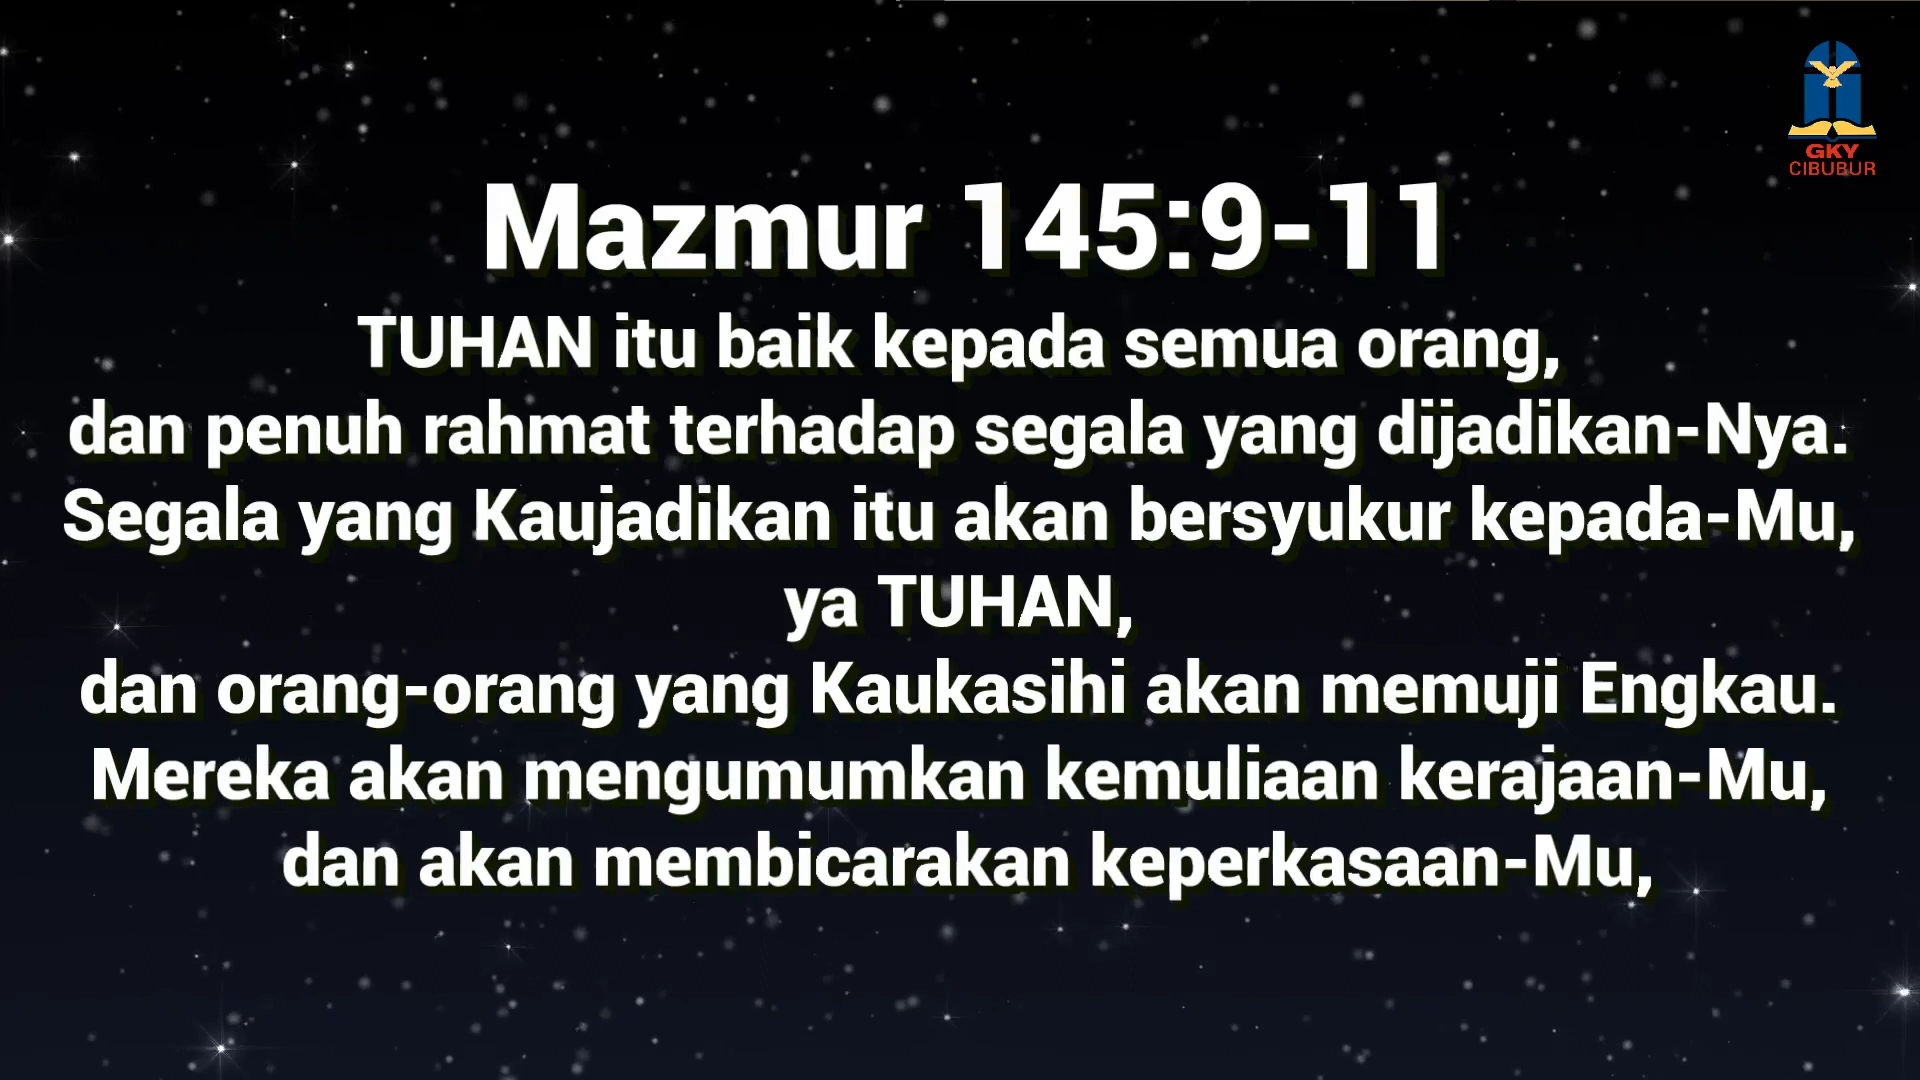 GKY
CIBUBUR
Mazmur 145:9-11
TUHAN itu baik kepada semua orang,
dan penuh rahmat terhadap segala yang dijadikan-Nya.
Segala yang Kaujadikan itu akan bersyukur kepada-Mu,
ya TUHAN,
dan orang-orang yang Kaukasihi akan memuji Engkau.
Mereka akan mengumumkan kemuliaan kerajaan-Mu,
dan akan membicarakan keperkasaan-Mu,